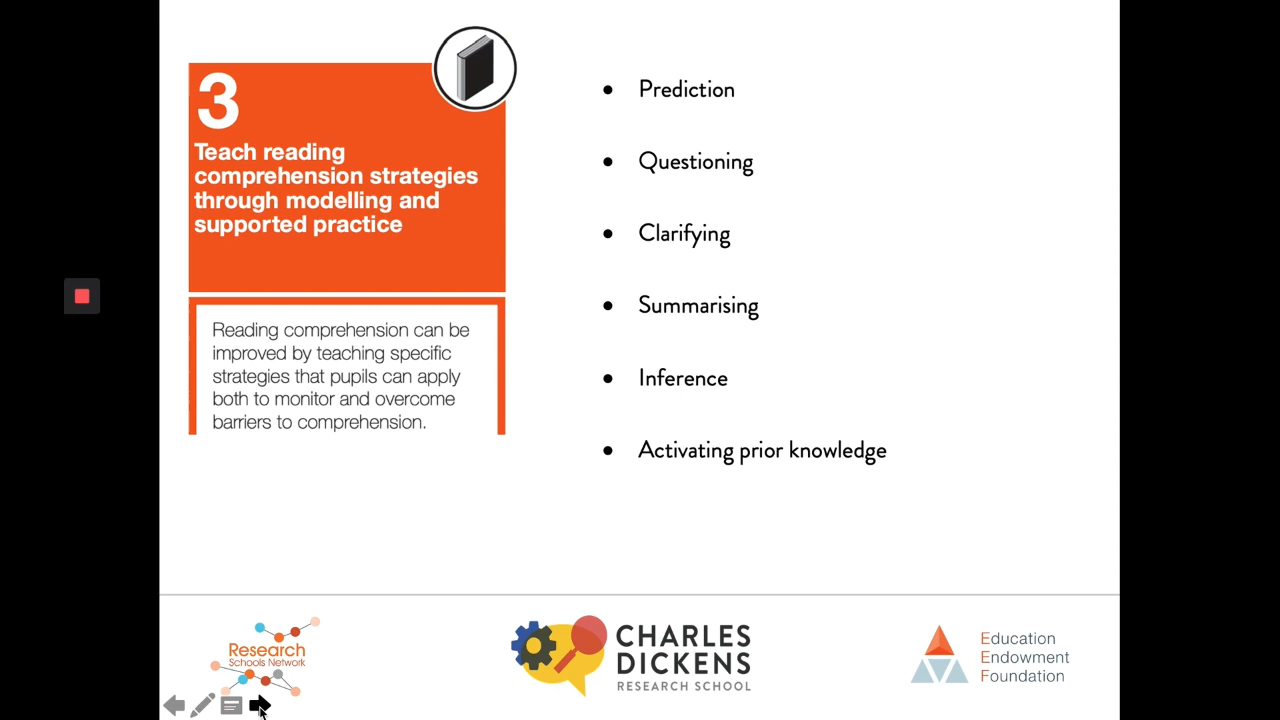 3
Teach reading
comprehension strategies
through modelling and
supported practice
Reading comprehension can be
improved by teaching specific
strategies that pupils can apply
both to monitor and overcome
barriers to comprehension.
• Prediction
• Questioning
• Clarifying
• Summarising
• Inference
• Activating prior knowledge
Research
Schools Network
CHARLES
DICKENS
RESEARCH SCHOOL
Education
Endowment
Foundation